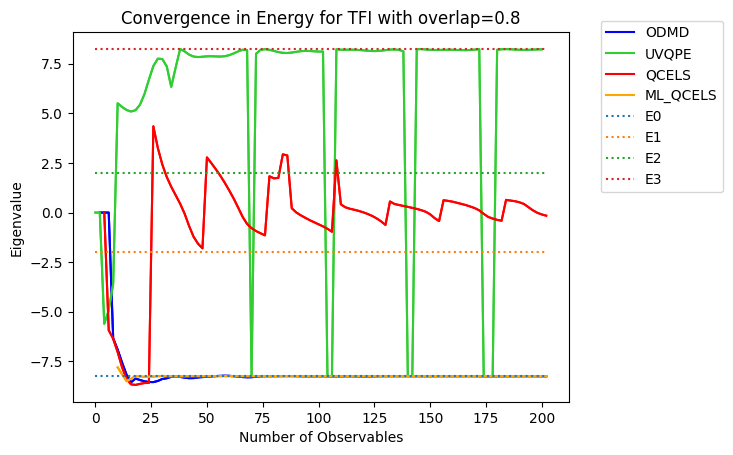 Convergence in Energy for TFI with overlap=0.8
ODMD
UVQPE
QCELS
ML_QCELS
E0
E1
E2
E3
7.5
5.0
2.5
0.0
−2.5
−5.0
−7.5
Eigenvalue
0
25
50
75
100
125
150
175
200
Number of Observables